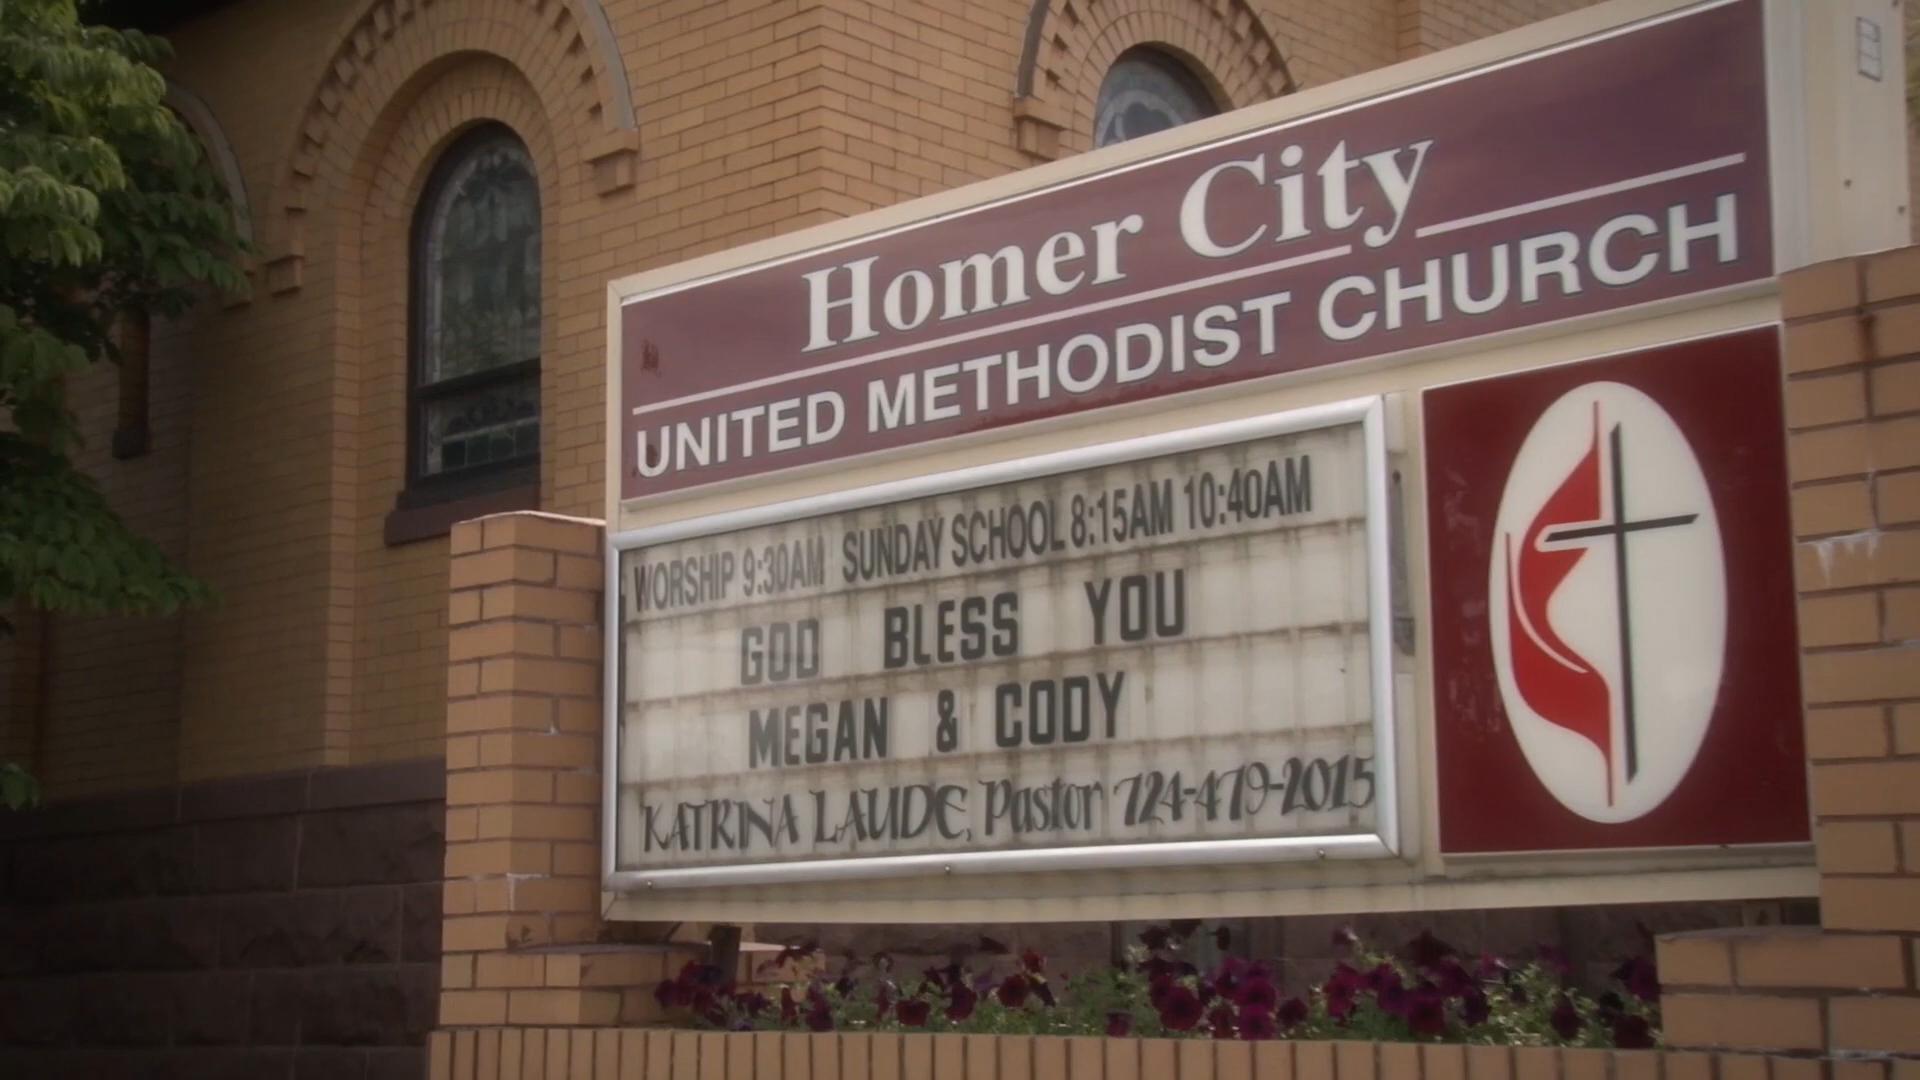 Homer City
UNITED METHODIST CHURCH
WORSHIP 9:30AM SUNDAY SCHOOL 8:15AM 10:40AM
GOD BLESS YOU
MEGAN & CODY
KATRINA LAUDE, Pastor 724-479-2015